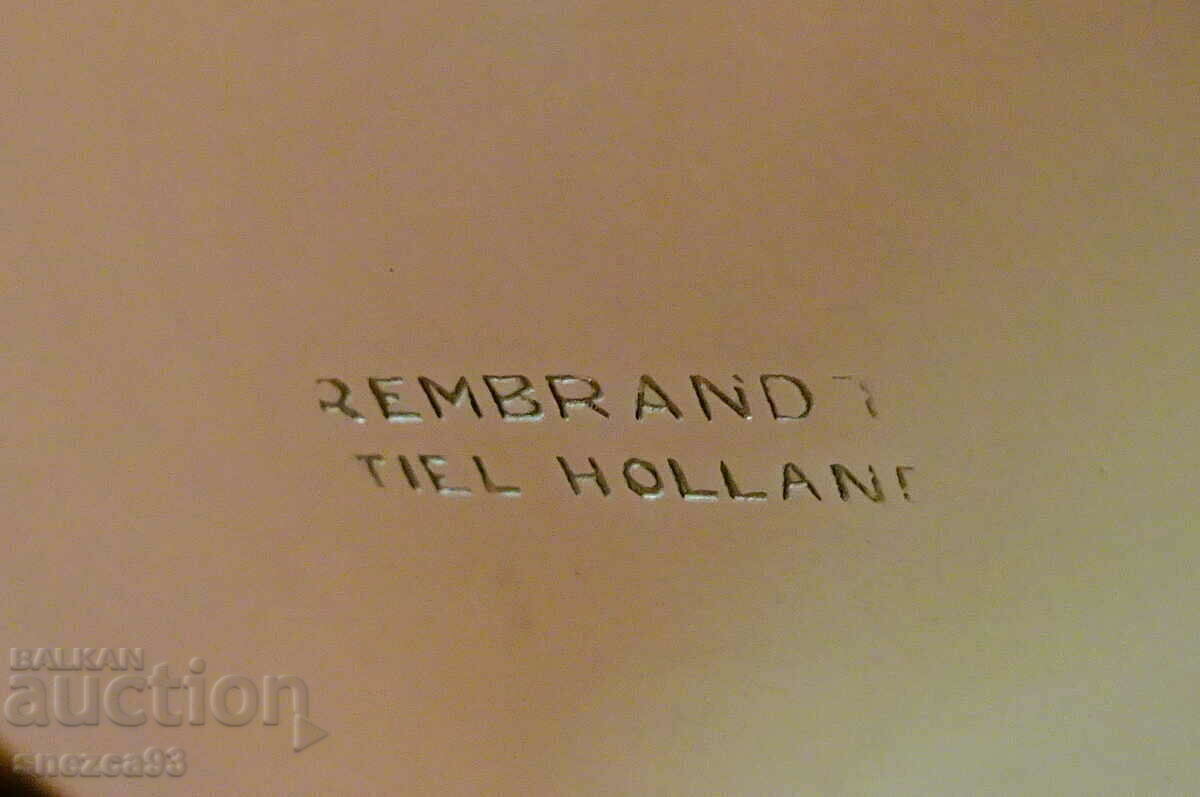 REMBRANDT
TIEL HOLLAND
BALKAN
auction
snezca93